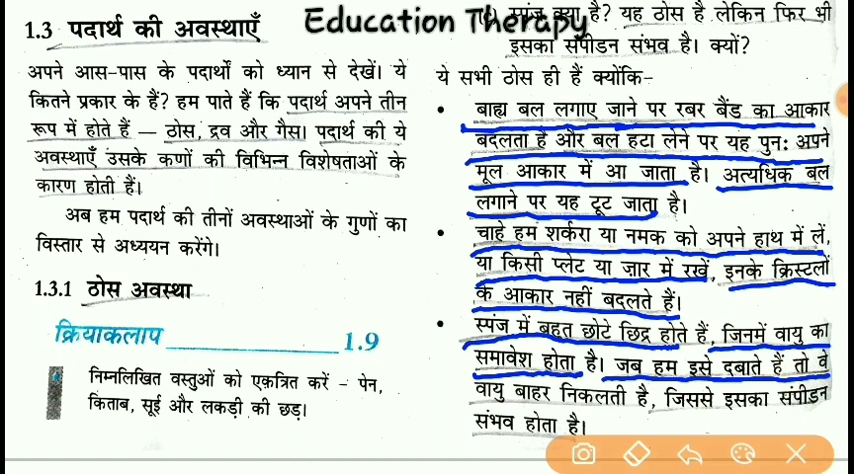 Education Therapy
1.3 पदार्थ की अवस्थाएँ
अपने आस-पास के पदार्थों को ध्यान से देखें। ये
कितने प्रकार के हैं? हम पाते हैं कि पदार्थ अपने तीन
रूप में होते हैं — ठोस, द्रव और गैस। पदार्थ की ये
अवस्थाएँ उसके कणों की विभिन्न विशेषताओं के
कारण होती हैं।
अब हम पदार्थ की तीनों अवस्थाओं के गुणों का
विस्तार से अध्ययन करेंगे।
1.3.1 ठोस अवस्था
क्रियाकलाप 1.9
निम्नलिखित वस्तुओं को एकत्रित करें – पेन,
किताब, सूई और लकड़ी की छड़।
स्पंज क्या है? यह ठोस है लेकिन फिर भी
इसका संपीडन संभव है। क्यों?
ये सभी ठोस ही हैं क्योंकि–
• बाह्य बल लगाए जाने पर रबर बैंड का आकार
बदलता है और बल हटा लेने पर यह पुनः अपने
मूल आकार में आ जाता है। अत्यधिक बल
लगाने पर यह टूट जाता है।
• चाहे हम शर्करा या नमक को अपने हाथ में लें,
या किसी प्लेट या जार में रखें, इनके क्रिस्टलों
के आकार नहीं बदलते हैं।
• स्पंज में बहुत छोटे छिद्र होते हैं, जिनमें वायु का
समावेश होता है। जब हम इसे दबाते हैं तो वे
वायु बाहर निकलती है, जिससे इसका संपीडन
संभव होता है।